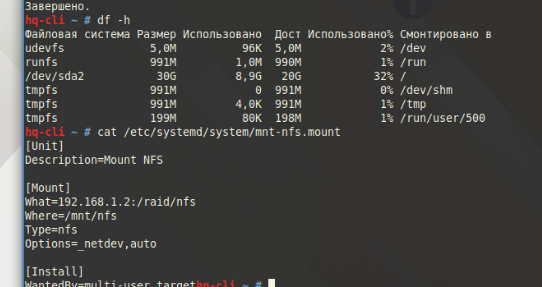 Завершено.
hq-cli ~ # df -h
Файловая система Размер Использовано  Дост Использовано% Смонтировано в
udevfs             5,0M          96K  5,0M            2% /dev
runfs              991M         1,0M  990M            1% /run
/dev/sda2           30G         8,9G   20G           32% /
tmpfs              991M            0  991M            0% /dev/shm
tmpfs              991M         4,0K  991M            1% /tmp
tmpfs              199M          80K  198M            1% /run/user/500
hq-cli ~ # cat /etc/systemd/system/mnt-nfs.mount
[Unit]
Description=Mount NFS

[Mount]
What=192.168.1.2:/raid/nfs
Where=/mnt/nfs
Type=nfs
Options=_netdev,auto

[Install]
WantedBy=multi-user.targethq-cli ~ #